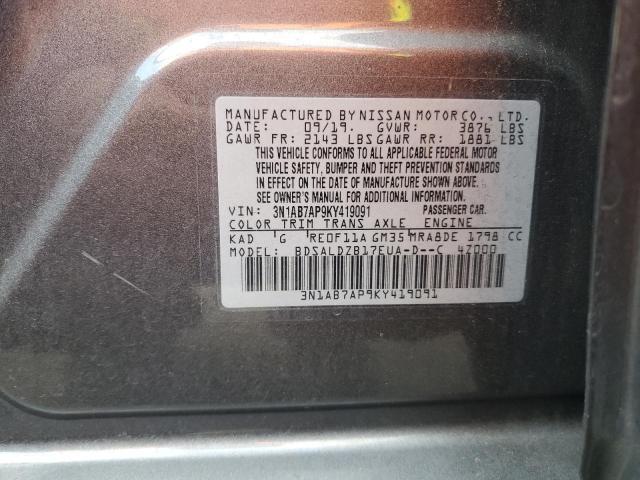 MANUFACTURED BY NISSAN MOTOR CO., LTD.
DATE: 09/19. GVWR: 3876 LBS
GAWR FR: 2143 LBS GAWR RR: 1881 LBS
THIS VEHICLE CONFORMS TO ALL APPLICABLE FEDERAL MOTOR
VEHICLE SAFETY, BUMPER AND THEFT PREVENTION STANDARDS
IN EFFECT ON THE DATE OF MANUFACTURE SHOWN ABOVE.
SEE OWNER'S MANUAL FOR ADDITIONAL INFORMATION.
VIN: 3N1AB7AP9KY419091 PASSENGER CAR.
COLOR TRIM TRANS AXLE ENGINE
KAD G RE0F11A GM35 MRA8DE 1798 CC
MODEL: BDSALDZB17EUA-D--C 4Z000
3N1AB7AP9KY419091